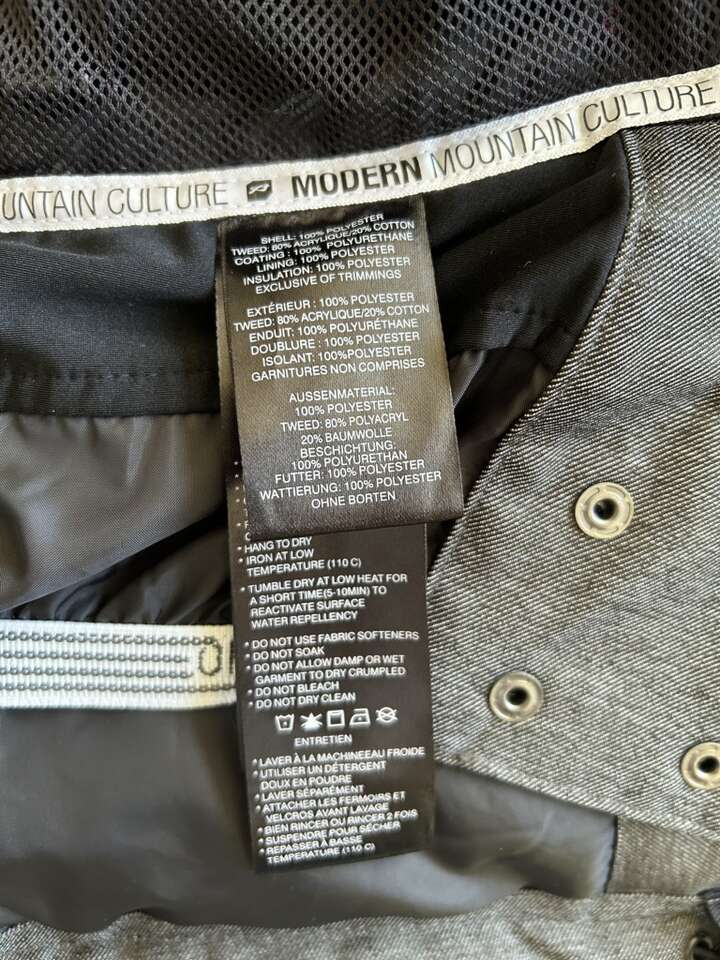 UNTAIN CULTURE MODERN MOUNTAIN CULTURE
SHELL: 100% POLYESTER
TWEED: 80% ACRYLIQUE/20% COTTON
COATING: 100% POLYURETHANE
LINING: 100% POLYESTER
INSULATION: 100% POLYESTER
EXCLUSIVE OF TRIMMINGS
EXTÉRIEUR : 100% POLYESTER
TWEED: 80% ACRYLIQUE/20% COTTON
ENDUIT: 100% POLYURÉTHANE
DOUBLURE : 100% POLYESTER
ISOLANT: 100%POLYESTER
GARNITURES NON COMPRISES
AUSSENMATERIAL:
100% POLYESTER
TWEED: 80% POLYACRYL
20% BAUMWOLLE
BESCHICHTUNG:
100% POLYURETHAN
FUTTER: 100% POLYESTER
WATTIERUNG: 100% POLYESTER
OHNE BORTEN
• HANG TO DRY
• IRON AT LOW
TEMPERATURE (110 C)
• TUMBLE DRY AT LOW HEAT FOR
A SHORT TIME(5-10MIN) TO
REACTIVATE SURFACE
WATER REPELLENCY
• DO NOT USE FABRIC SOFTENERS
• DO NOT SOAK
• DO NOT ALLOW DAMP OR WET
GARMENT TO DRY CRUMPLED
• DO NOT BLEACH
• DO NOT DRY CLEAN
ENTRETIEN
• LAVER À LA MACHINEEAU FROIDE
• UTILISER UN DÉTERGENT
DOUX EN POUDRE
• LAVER SÉPARÉMENT
• ATTACHER LES FERMOIRS ET
VELCROS AVANT LAVAGE
• BIEN RINCER OU RINCER 2 FOIS
• SUSPENDRE POUR SÉCHER
• REPASSER À BASSE
TEMPÉRATURE (110 C)